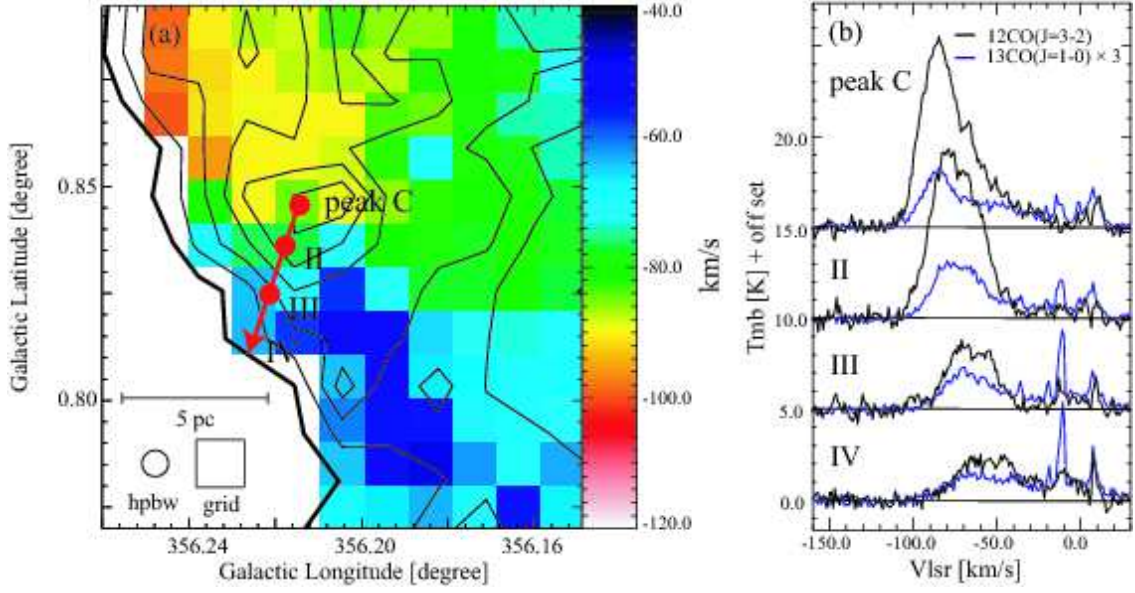 (a)
peak C
II
III
IV
5 pc
hpbw
grid
0.85
0.80
Galactic Latitude [degree]
356.24
356.20
356.16
Galactic Longitude [degree]
-40.0
-60.0
-80.0
-100.0
-120.0
km/s
(b)
12CO(J=3-2)
13CO(J=1-0) × 3
peak C
20.0
15.0
II
10.0
III
5.0
IV
0.0
Tmb [K] + off set
-150.0
-100.0
-50.0
0.0
Vlsr [km/s]